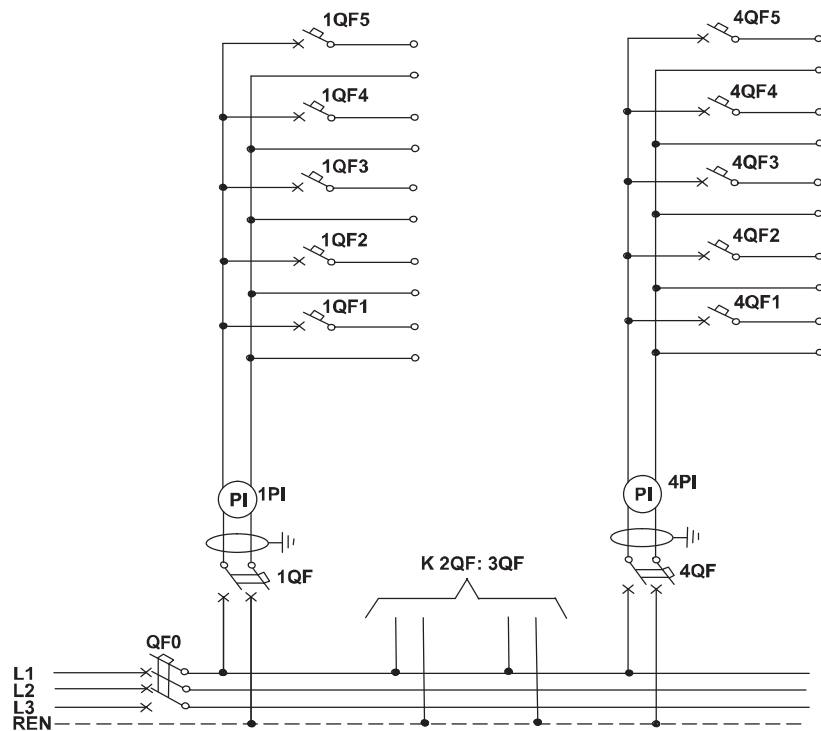 1QF5
4QF5
1QF4
4QF4
1QF3
4QF3
1QF2
4QF2
1QF1
4QF1
PI 1PI
PI 4PI
1QF
K 2QF: 3QF
4QF
QF0
L1
L2
L3
REN